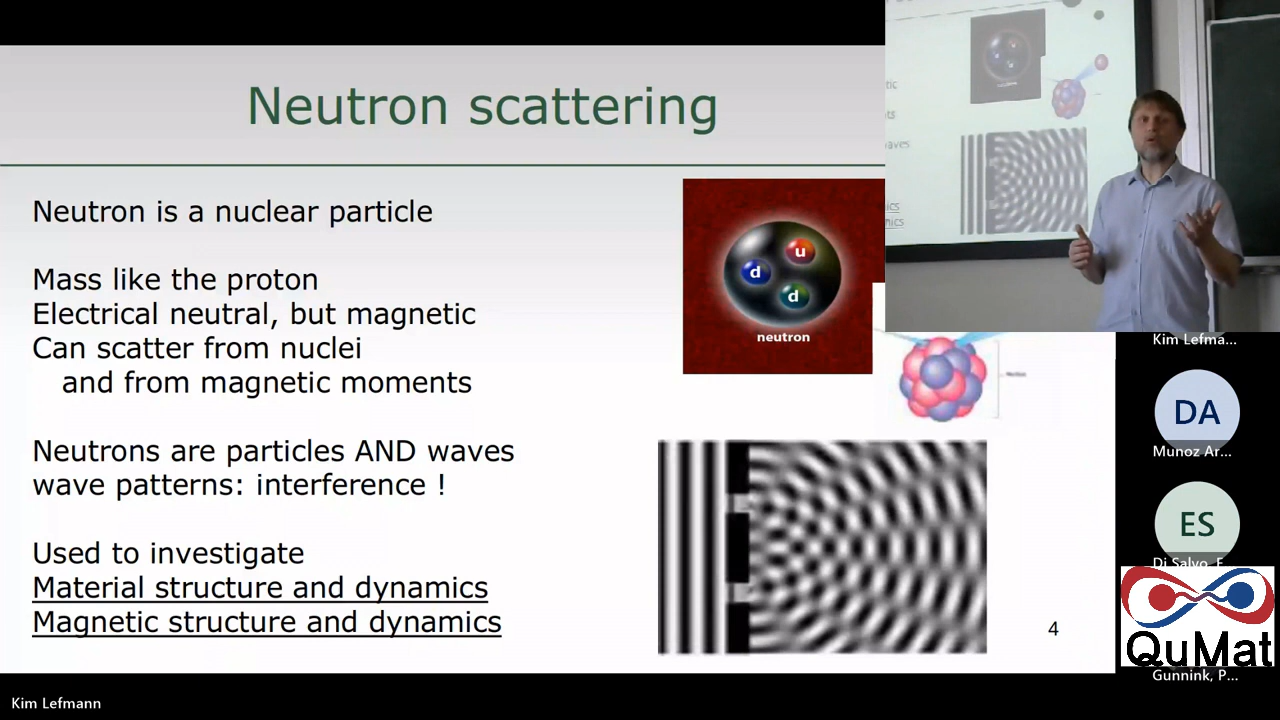 Neutron scattering
Neutron is a nuclear particle
Mass like the proton
Electrical neutral, but magnetic
Can scatter from nuclei
and from magnetic moments
Neutrons are particles AND waves
wave patterns: interference !
Used to investigate
Material structure and dynamics
Magnetic structure and dynamics
u
d
d
neutron
4
Kim Lefma...
DA
Munoz Ar...
ES
Di Salvo, F...
QuMat
Gunnink, P...
Kim Lefmann